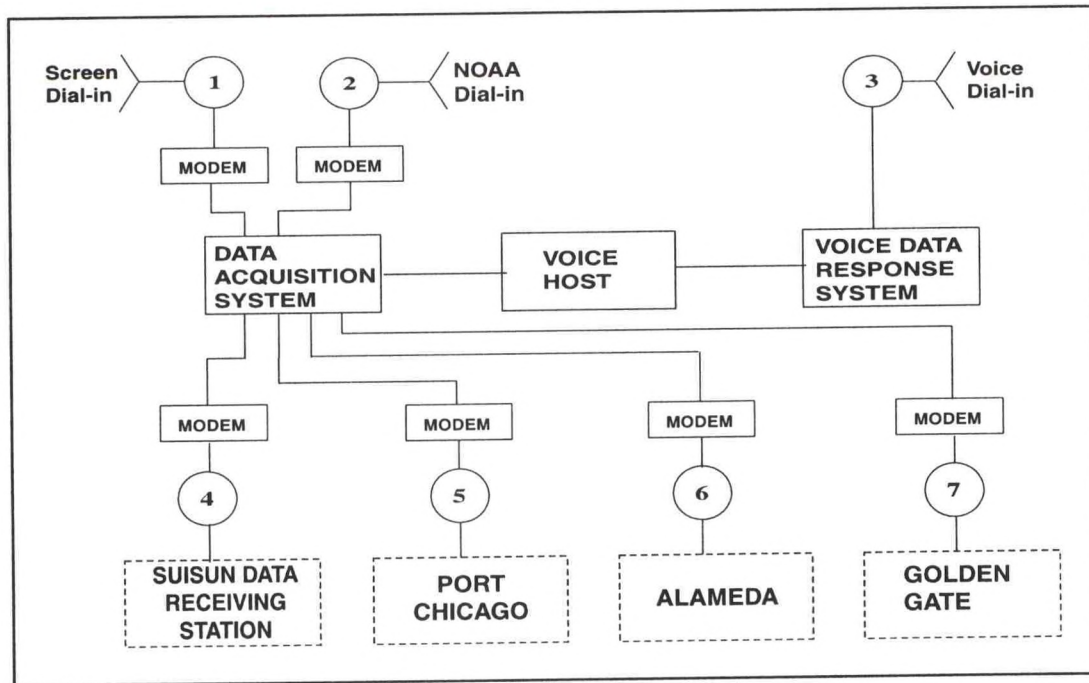 Screen
Dial-in
1
2
NOAA
Dial-in
3
Voice
Dial-in
MODEM
MODEM
DATA
ACQUISITION
SYSTEM
VOICE
HOST
VOICE DATA
RESPONSE
SYSTEM
MODEM
MODEM
MODEM
MODEM
4
5
6
7
SUISUN DATA
RECEIVING
STATION
PORT
CHICAGO
ALAMEDA
GOLDEN
GATE